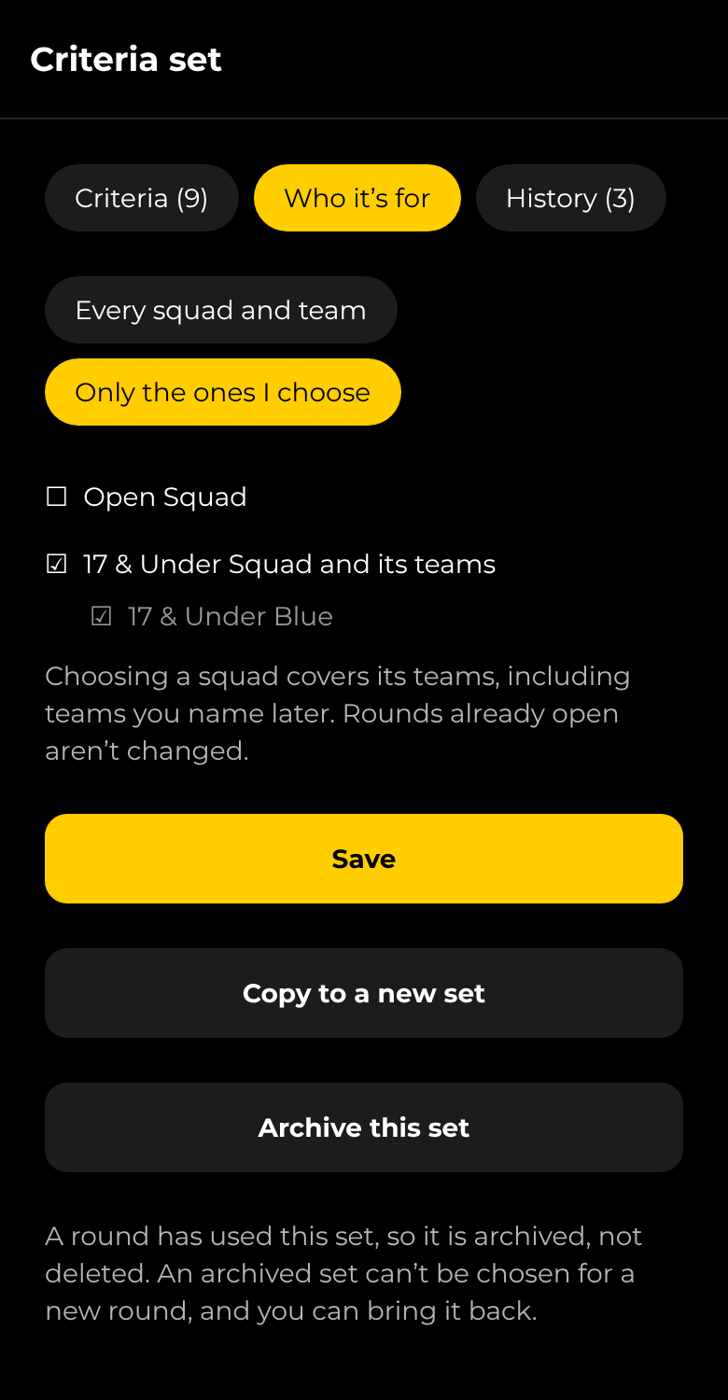 Criteria set
Criteria (9) Who it’s for History (3)
Every squad and team
Only the ones I choose
☐ Open Squad
☑ 17 & Under Squad and its teams
☑ 17 & Under Blue
Choosing a squad covers its teams, including
teams you name later. Rounds already open
aren’t changed.
Save
Copy to a new set
Archive this set
A round has used this set, so it is archived, not
deleted. An archived set can’t be chosen for a
new round, and you can bring it back.